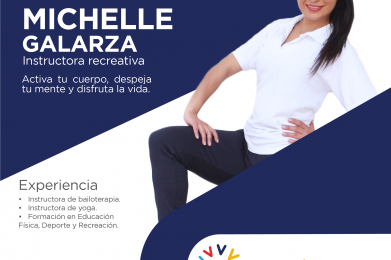 MICHELLE
GALARZA
Instructora recreativa
Activa tu cuerpo, despeja
tu mente y disfruta la vida.
Experiencia
• Instructora de bailoterapia.
• Instructora de yoga.
• Formación en Educación
Física, Deporte y Recreación.